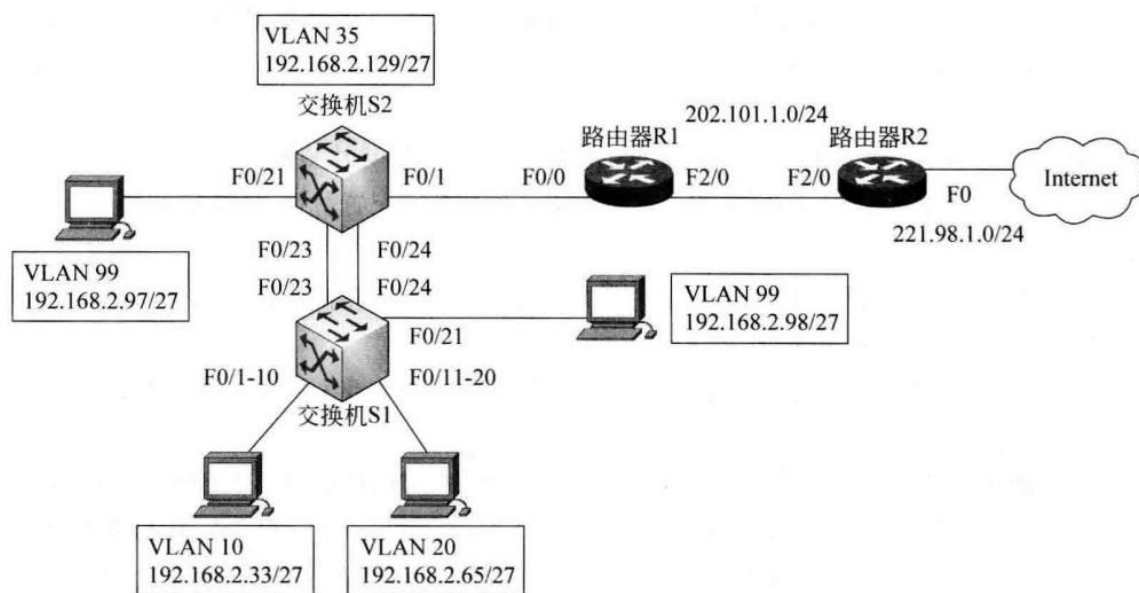 VLAN 35
192.168.2.129/27
交换机S2
202.101.1.0/24
路由器R1
路由器R2
F0/21
F0/1
F0/0
F2/0
F2/0
Internet
F0
221.98.1.0/24
F0/23
F0/24
VLAN 99
192.168.2.97/27
F0/23
F0/24
VLAN 99
192.168.2.98/27
F0/21
F0/1-10
F0/11-20
交换机S1
VLAN 10
192.168.2.33/27
VLAN 20
192.168.2.65/27